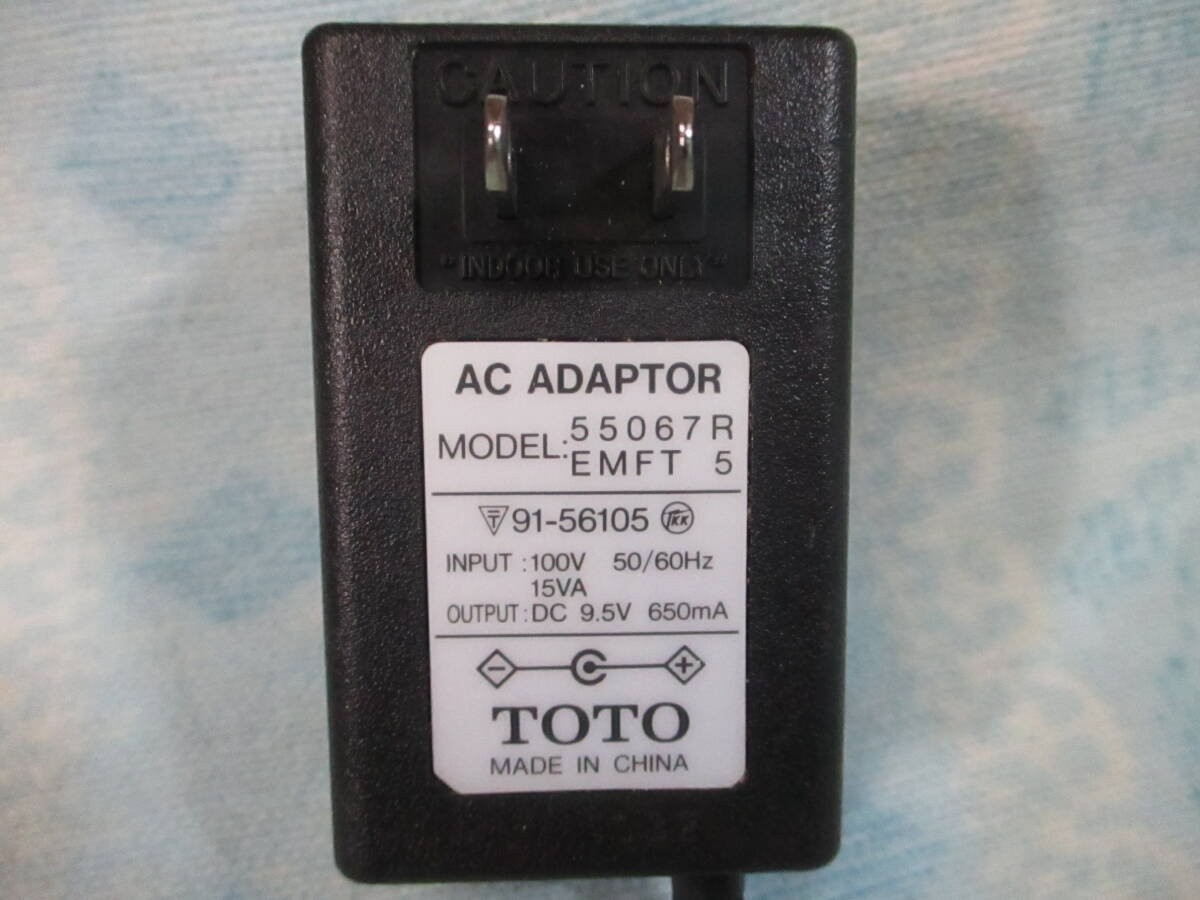 CAUTION
"INDOOR USE ONLY"
AC ADAPTOR
MODEL: 55067R
EMFT 5
T 91-56105 TKK
INPUT : 100V 50/60Hz
15VA
OUTPUT : DC 9.5V 650mA
− +
TOTO
MADE IN CHINA